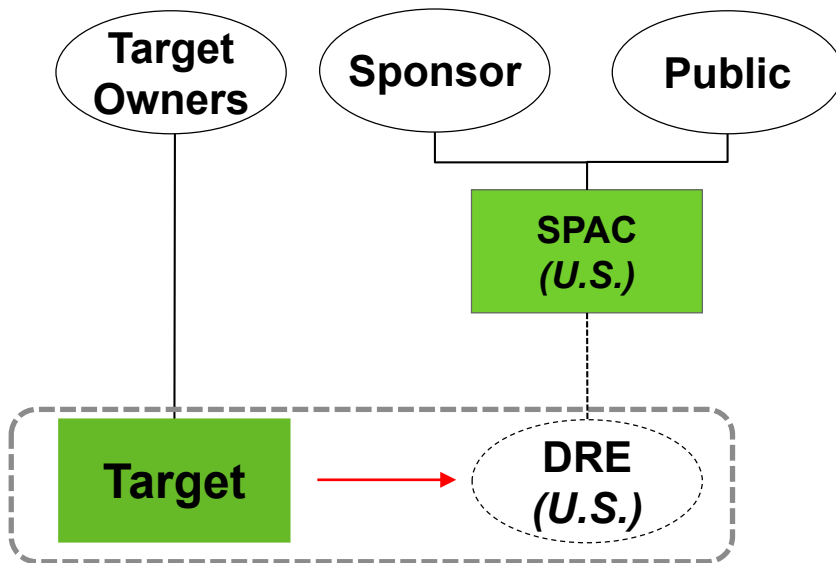 Target
Owners
Sponsor
Public
SPAC
(U.S.)
Target
DRE
(U.S.)